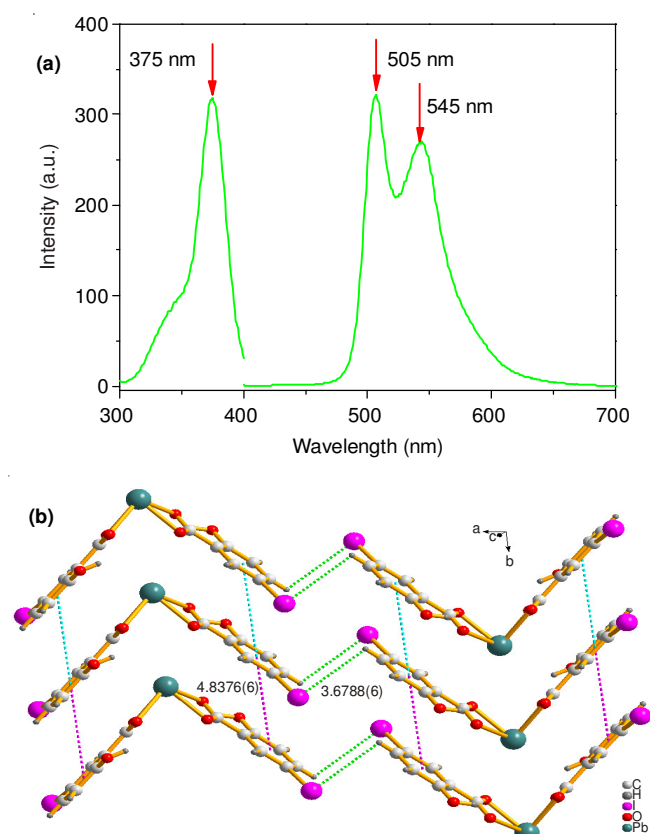 400
(a)
375 nm
505 nm
545 nm
300
200
100
0
Intensity (a.u.)
300
400
500
600
700
Wavelength (nm)
(b)
a
c
b
4.8376(6)
3.6788(6)
C
H
I
O
Pb